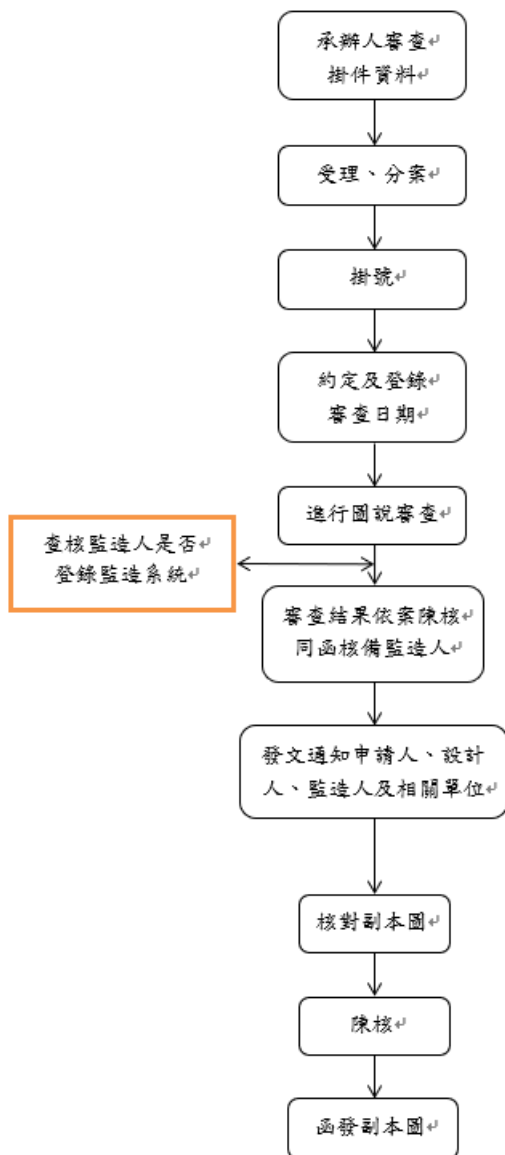 承辦人審查
掛件資料
受理、分案
掛號
約定及登錄
審查日期
進行圖說審查
查核監造人是否
登錄監造系統
審查結果依案陳核
同函核備監造人
發文通知申請人、設計
人、監造人及相關單位
核對副本圖
陳核
函發副本圖